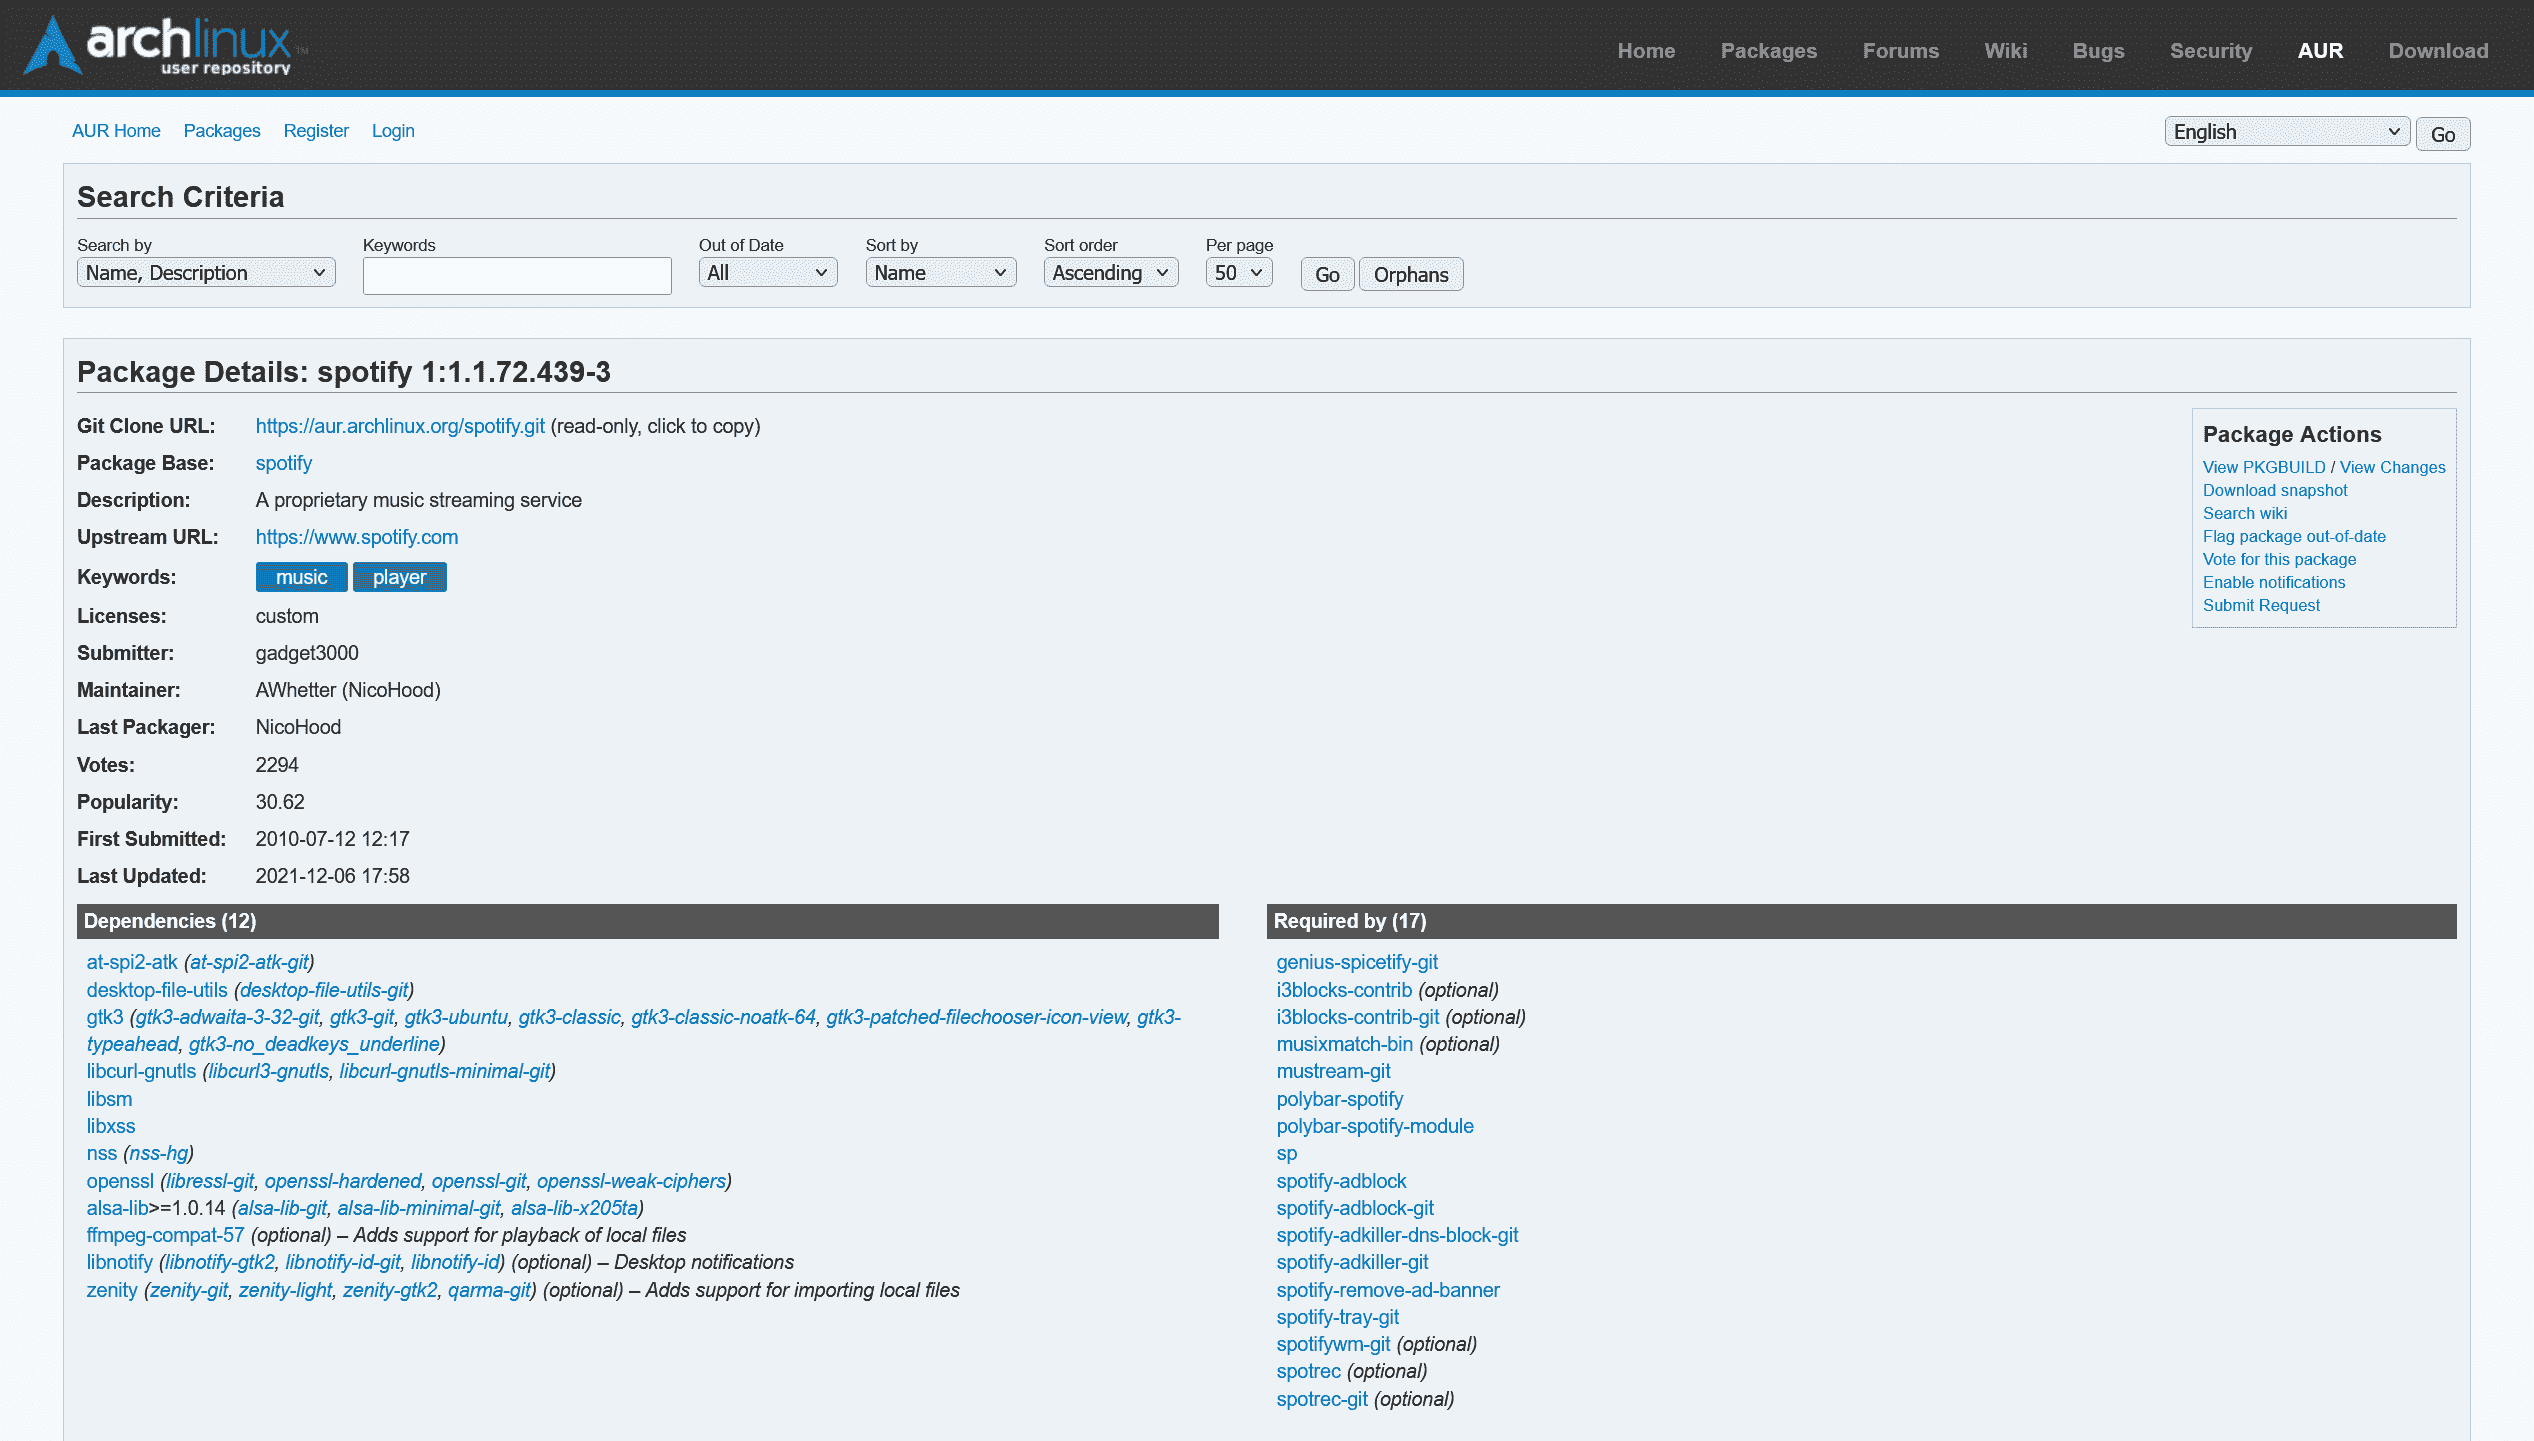 archlinux™
user repository
Home Packages Forums Wiki Bugs Security AUR Download
AUR Home Packages Register Login
English Go
Search Criteria
Search by Keywords Out of Date Sort by Sort order Per page
Name, Description All Name Ascending 50 Go Orphans
Package Details: spotify 1:1.1.72.439-3
Git Clone URL: https://aur.archlinux.org/spotify.git (read-only, click to copy)
Package Base: spotify
Description: A proprietary music streaming service
Upstream URL: https://www.spotify.com
Keywords: music player
Licenses: custom
Submitter: gadget3000
Maintainer: AWhetter (NicoHood)
Last Packager: NicoHood
Votes: 2294
Popularity: 30.62
First Submitted: 2010-07-12 12:17
Last Updated: 2021-12-06 17:58
Package Actions
View PKGBUILD / View Changes
Download snapshot
Search wiki
Flag package out-of-date
Vote for this package
Enable notifications
Submit Request
Dependencies (12)
at-spi2-atk (at-spi2-atk-git)
desktop-file-utils (desktop-file-utils-git)
gtk3 (gtk3-adwaita-3-32-git, gtk3-git, gtk3-ubuntu, gtk3-classic, gtk3-classic-noatk-64, gtk3-patched-filechooser-icon-view, gtk3-
typeahead, gtk3-no_deadkeys_underline)
libcurl-gnutls (libcurl3-gnutls, libcurl-gnutls-minimal-git)
libsm
libxss
nss (nss-hg)
openssl (libressl-git, openssl-hardened, openssl-git, openssl-weak-ciphers)
alsa-lib>=1.0.14 (alsa-lib-git, alsa-lib-minimal-git, alsa-lib-x205ta)
ffmpeg-compat-57 (optional) – Adds support for playback of local files
libnotify (libnotify-gtk2, libnotify-id-git, libnotify-id) (optional) – Desktop notifications
zenity (zenity-git, zenity-light, zenity-gtk2, qarma-git) (optional) – Adds support for importing local files
Required by (17)
genius-spicetify-git
i3blocks-contrib (optional)
i3blocks-contrib-git (optional)
musixmatch-bin (optional)
mustream-git
polybar-spotify
polybar-spotify-module
sp
spotify-adblock
spotify-adblock-git
spotify-adkiller-dns-block-git
spotify-adkiller-git
spotify-remove-ad-banner
spotify-tray-git
spotifywm-git (optional)
spotrec (optional)
spotrec-git (optional)